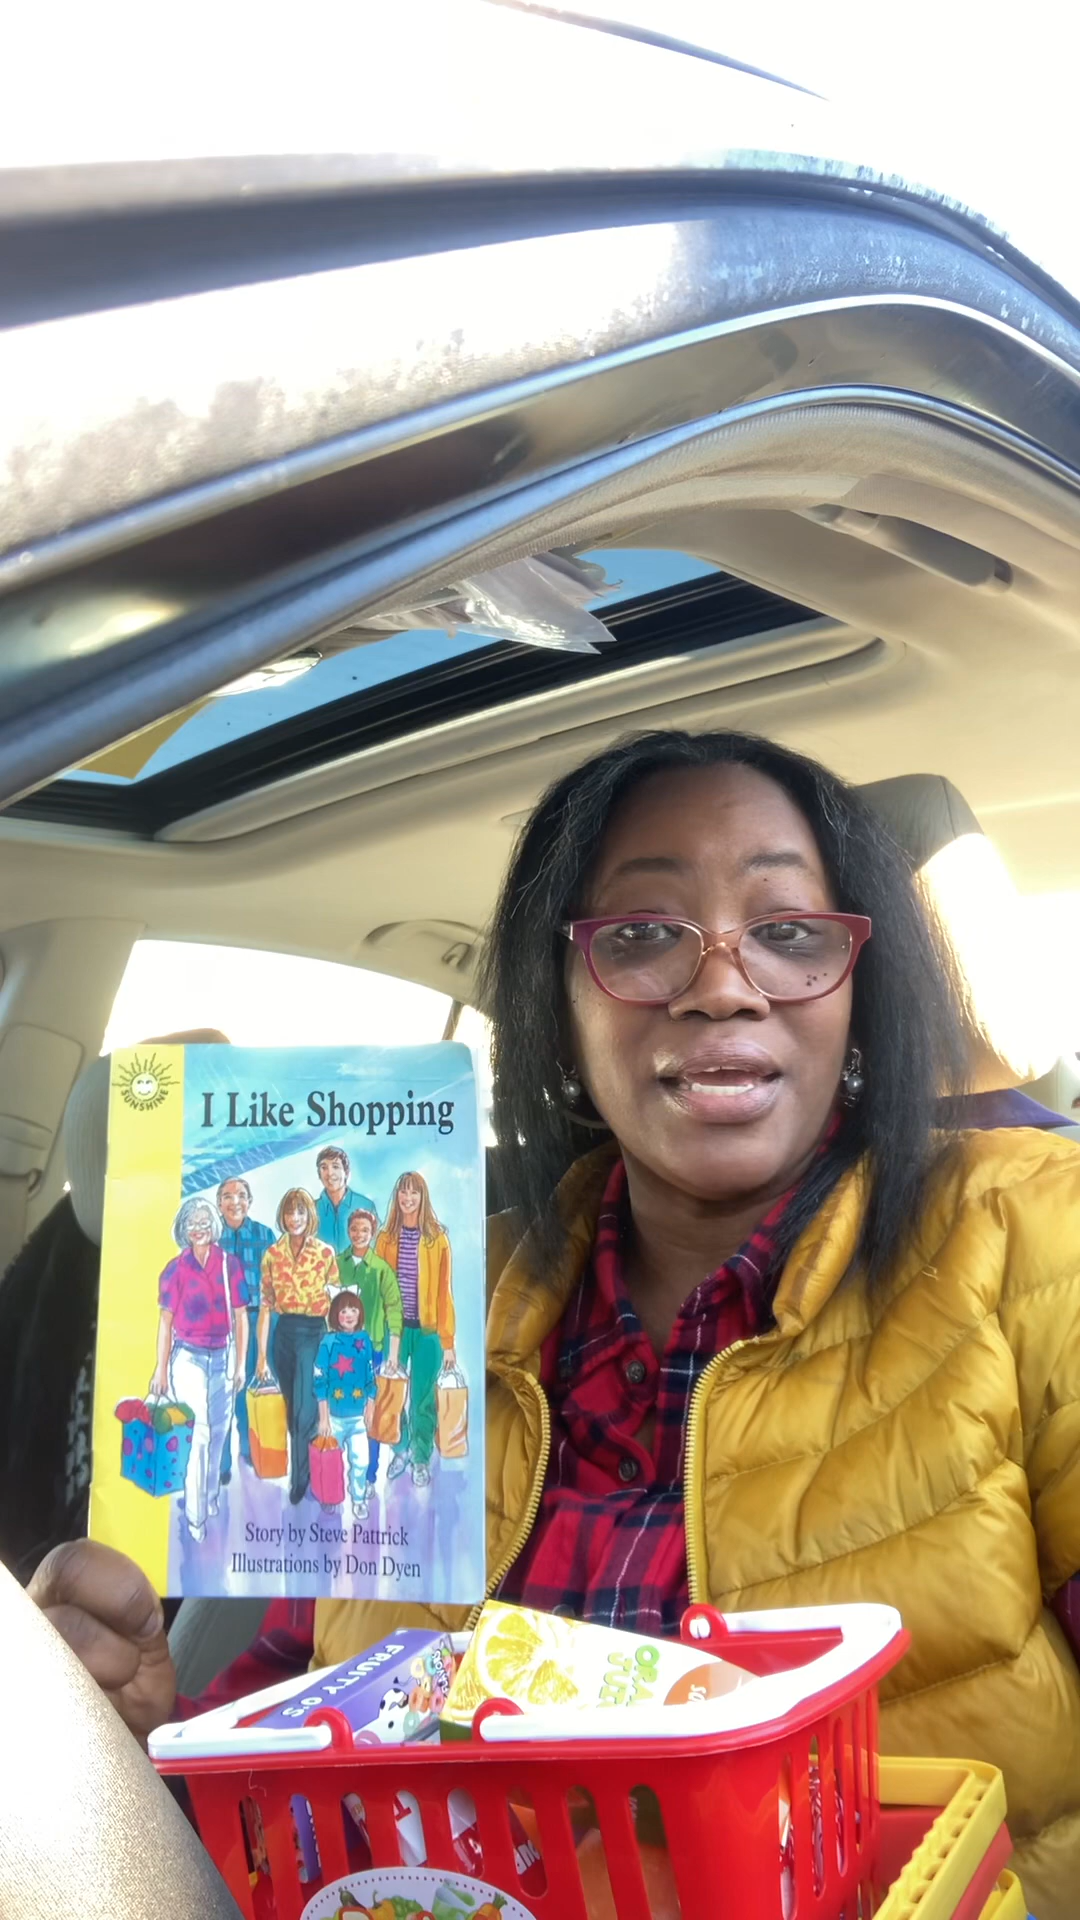 SUNSHINE
I Like Shopping
Story by Steve Pattrick
Illustrations by Don Dyen
FRUITY O'S